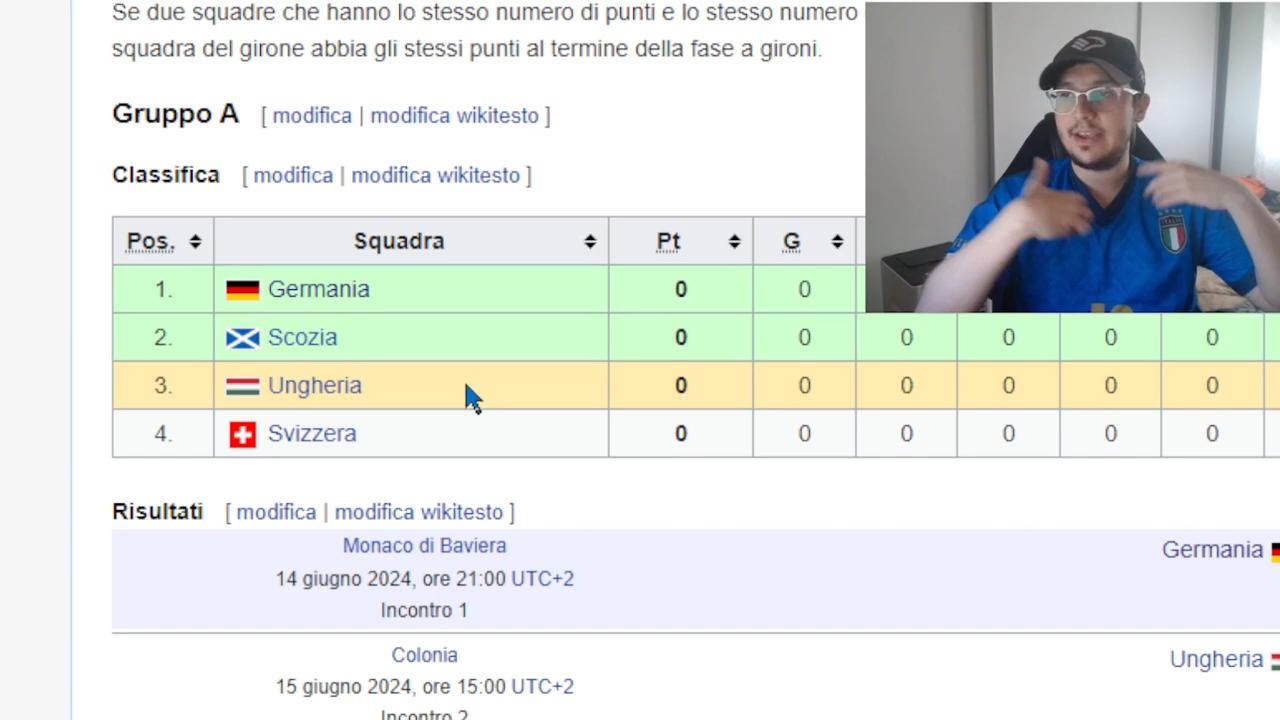 Se due squadre che hanno lo stesso numero di punti e lo stesso numero
squadra del girone abbia gli stessi punti al termine della fase a gironi.
Gruppo A [ modifica | modifica wikitesto ]
Classifica [ modifica | modifica wikitesto ]
Pos. Squadra Pt G
1. Germania 0 0
2. Scozia 0 0 0 0 0 0
3. Ungheria 0 0 0 0 0 0
4. Svizzera 0 0 0 0 0 0
Risultati [ modifica | modifica wikitesto ]
Monaco di Baviera
Germania
14 giugno 2024, ore 21:00 UTC+2
Incontro 1
Colonia
Ungheria
15 giugno 2024, ore 15:00 UTC+2
Incontro 2
ITALIA